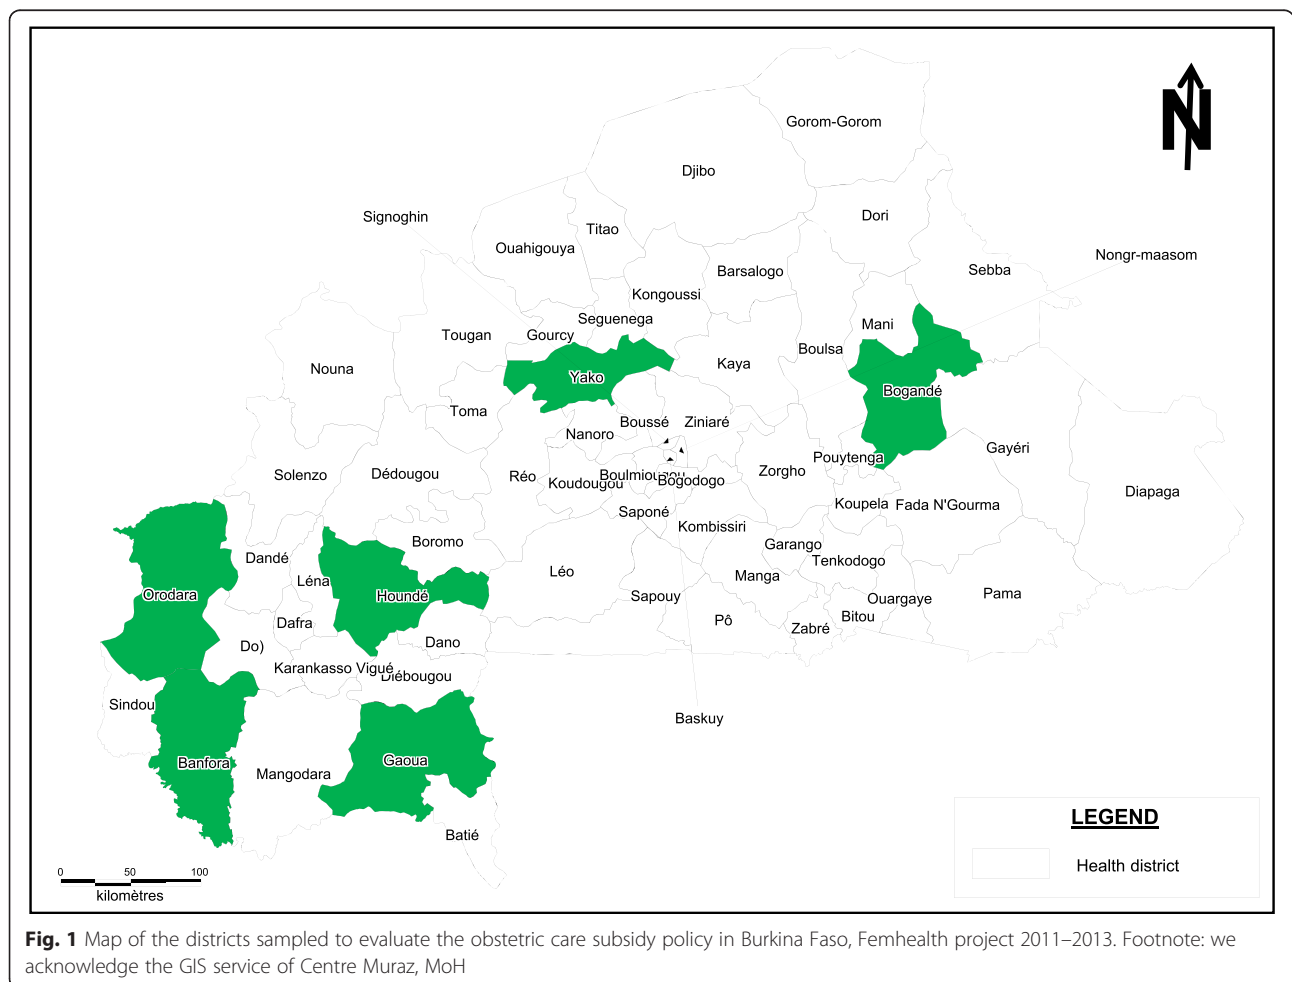 N
Gorom-Gorom
Djibo
Signoghin
Dori
Titao
Ouahigouya
Nongr-maasom
Barsalogo
Sebba
Kongoussi
Seguenega
Mani
Tougan
Gourcy
Boulsa
Kaya
Nouna
Yako
Bogandé
Toma
Boussé
Ziniaré
Nanoro
Gayéri
Pouytenga
Zorgho
Solenzo
Dédougou
Réo
Koudougou
Boulmiougou
Bogodogo
Diapaga
Koupela
Fada N'Gourma
Saponé
Kombissiri
Boromo
Garango
Dandé
Tenkodogo
Léo
Léna
Manga
Orodara
Houndé
Sapouy
Ouargaye
Pama
Bitou
Pô
Dafra
Zabré
Do)
Dano
Karankasso Vigué
Diébougou
Sindou
Baskuy
Gaoua
Banfora
Mangodara
Batié
LEGEND
Health district
0 50 100
kilomètres
Fig. 1 Map of the districts sampled to evaluate the obstetric care subsidy policy in Burkina Faso, Femhealth project 2011–2013. Footnote: we
acknowledge the GIS service of Centre Muraz, MoH